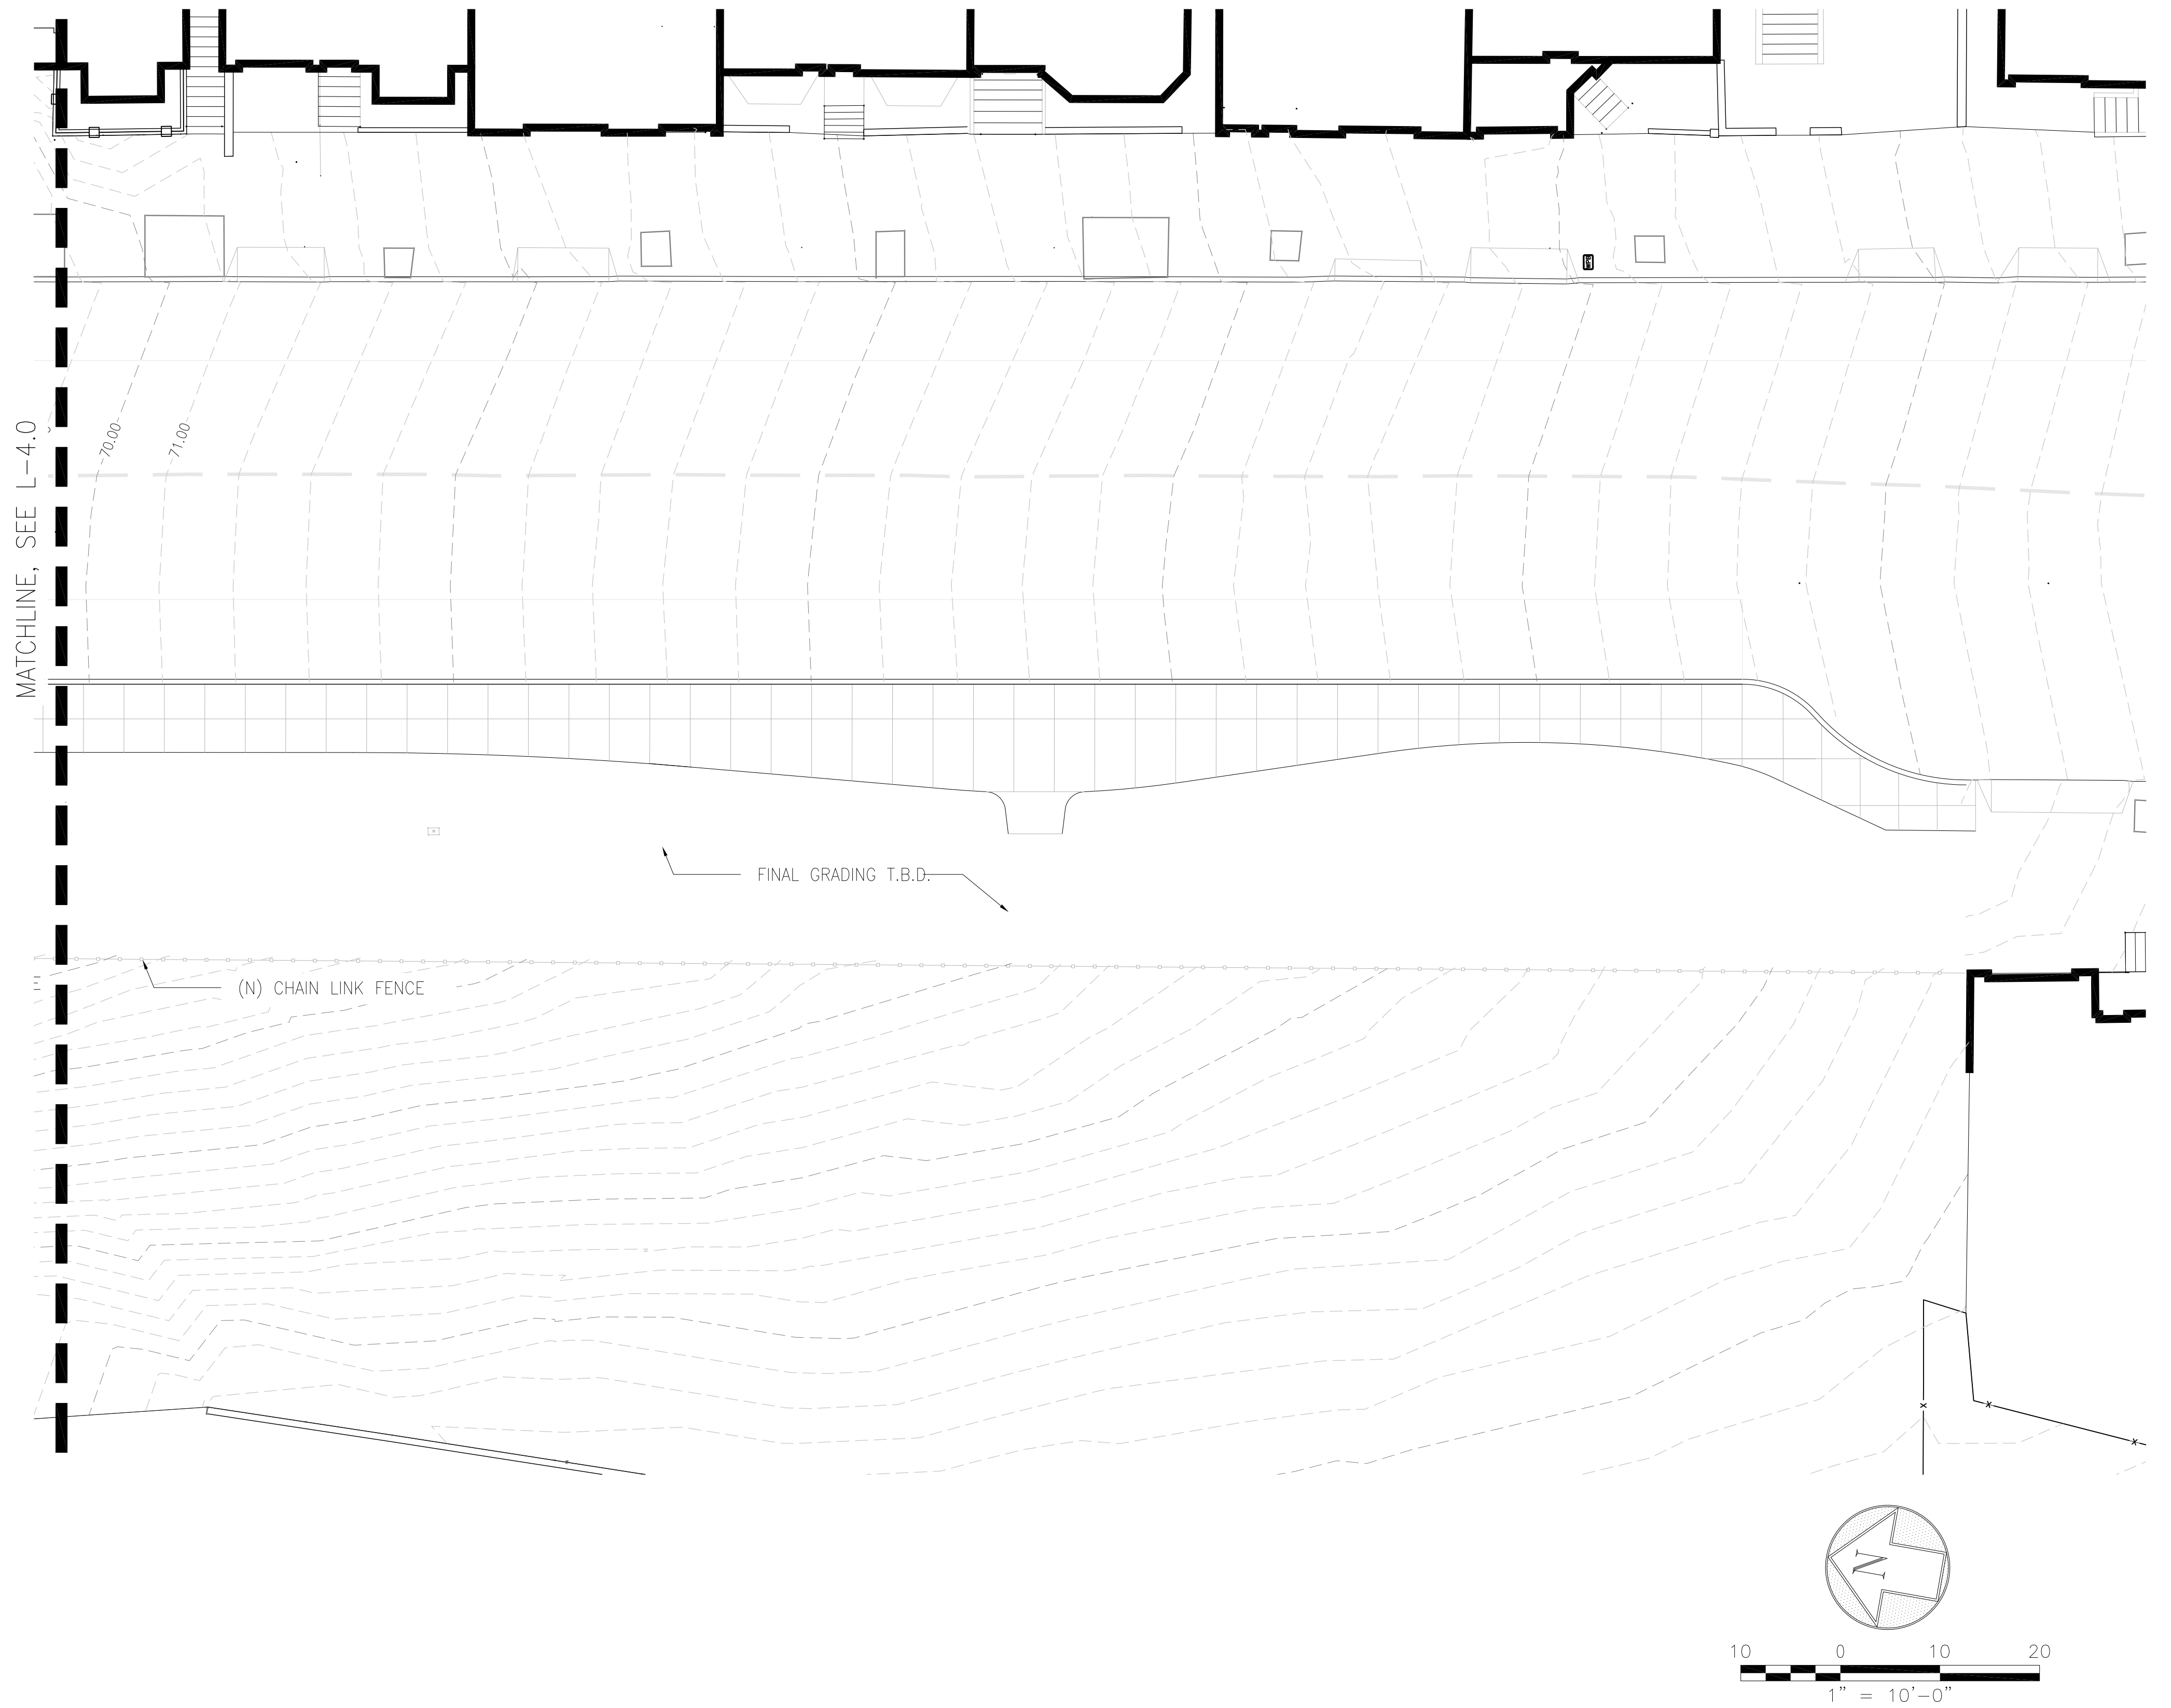 MATCHLINE, SEE L-4.0
70.00
71.00
FINAL GRADING T.B.D.
(N) CHAIN LINK FENCE
E
x
x
x
N
10 0 10 20
1" = 10'-0"